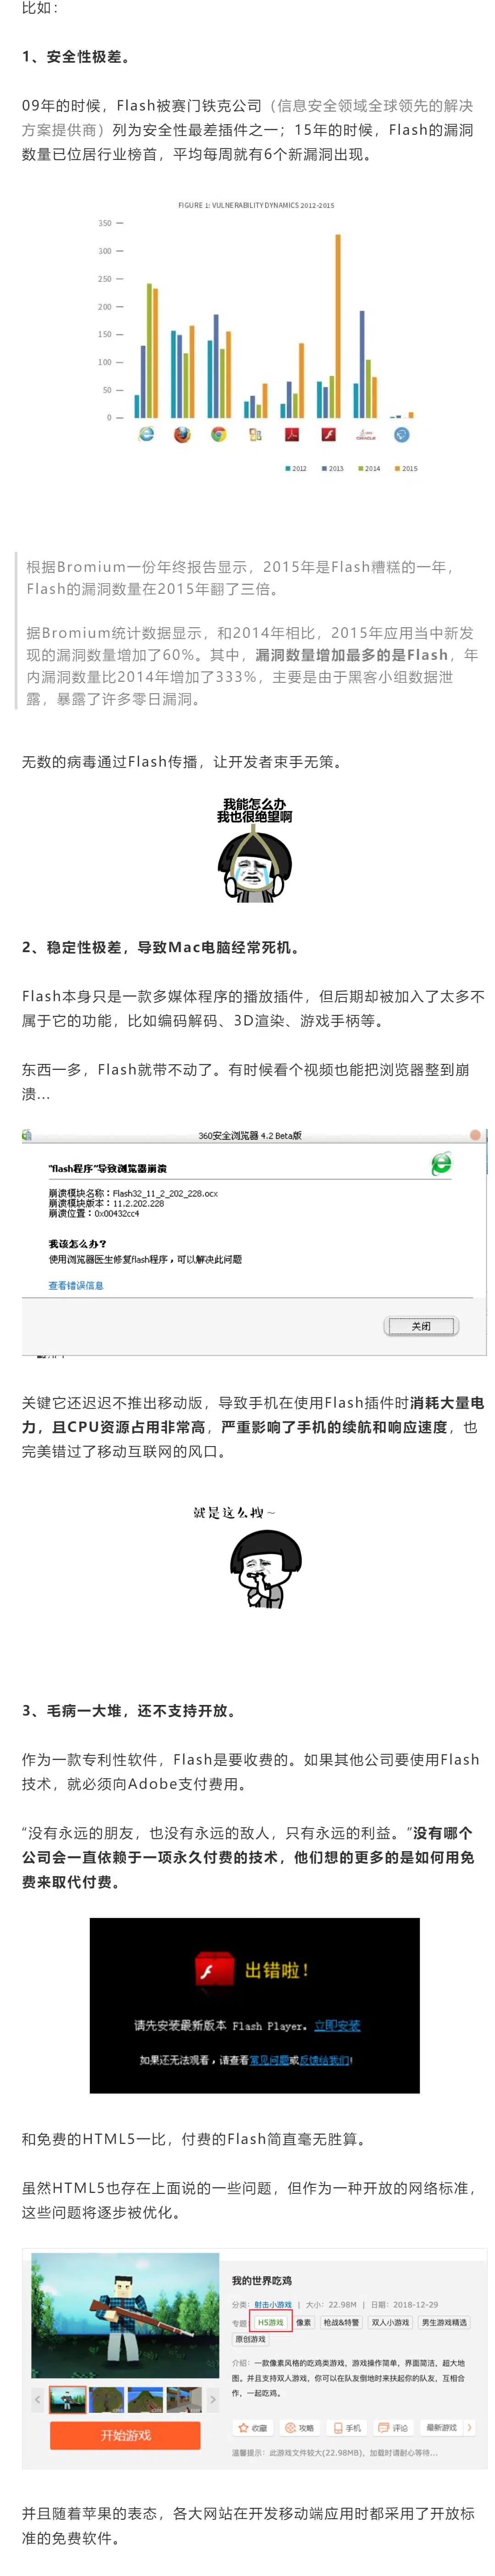 比如：
1、安全性极差。
09年的时候，Flash被赛门铁克公司（信息安全领域全球领先的解决
方案提供商）列为安全性最差插件之一；15年的时候，Flash的漏洞
数量已位居行业榜首，平均每周就有6个新漏洞出现。
FIGURE 1: VULNERABILITY DYNAMICS 2012-2015
350
300
250
200
150
100
50
0
ORACLE
2012 2013 2014 2015
根据Bromium一份年终报告显示，2015年是Flash糟糕的一年，
Flash的漏洞数量在2015年翻了三倍。
据Bromium统计数据显示，和2014年相比，2015年应用当中新发
现的漏洞数量增加了60%。其中，漏洞数量增加最多的是Flash，年
内漏洞数量比2014年增加了333%，主要是由于黑客小组数据泄
露，暴露了许多零日漏洞。
无数的病毒通过Flash传播，让开发者束手无策。
我能怎么办
我也很绝望啊
2、稳定性极差，导致Mac电脑经常死机。
Flash本身只是一款多媒体程序的播放插件，但后期却被加入了太多不
属于它的功能，比如编码解码、3D渲染、游戏手柄等。
东西一多，Flash就带不动了。有时候看个视频也能把浏览器整到崩
溃...
360安全浏览器 4.2 Beta版
"flash程序"导致浏览器崩溃
崩溃模块名称：Flash32_11_2_202_228.ocx
崩溃模块版本：11.2.202.228
崩溃位置：0x00432cc4
我该怎么办？
使用浏览器医生修复flash程序，可以解决此问题
查看错误信息
关闭
关键它还迟迟不推出移动版，导致手机在使用Flash插件时消耗大量电
力，且CPU资源占用非常高，严重影响了手机的续航和响应速度，也
完美错过了移动互联网的风口。
就是这么拽~
3、毛病一大堆，还不支持开放。
作为一款专利性软件，Flash是要收费的。如果其他公司要使用Flash
技术，就必须向Adobe支付费用。
“没有永远的朋友，也没有永远的敌人，只有永远的利益。”没有哪个
公司会一直依赖于一项永久付费的技术，他们想的更多的是如何用免
费来取代付费。
出错啦！
请先安装最新版本 Flash Player。立即安装
如果还无法观看，请查看常见问题或反馈给我们！
和免费的HTML5一比，付费的Flash简直毫无胜算。
虽然HTML5也存在上面说的一些问题，但作为一种开放的网络标准，
这些问题将逐步被优化。
我的世界吃鸡
分类：射击小游戏 | 大小：22.98M | 日期：2018-12-29
专题 H5游戏 像素 枪战&特警 双人小游戏 男生游戏精选
原创游戏
介绍：一款像素风格的吃鸡类游戏，游戏操作简单，界面简洁，超大地
图。并且支持双人游戏，你可以在队友倒地时来扶起你的队友，互相合
作，一起吃鸡。
开始游戏
收藏 攻略 手机 评论 最新游戏
温馨提示：此游戏文件较大(22.98MB)，加载时请耐心等待...
并且随着苹果的表态，各大网站在开发移动端应用时都采用了开放标
准的免费软件。